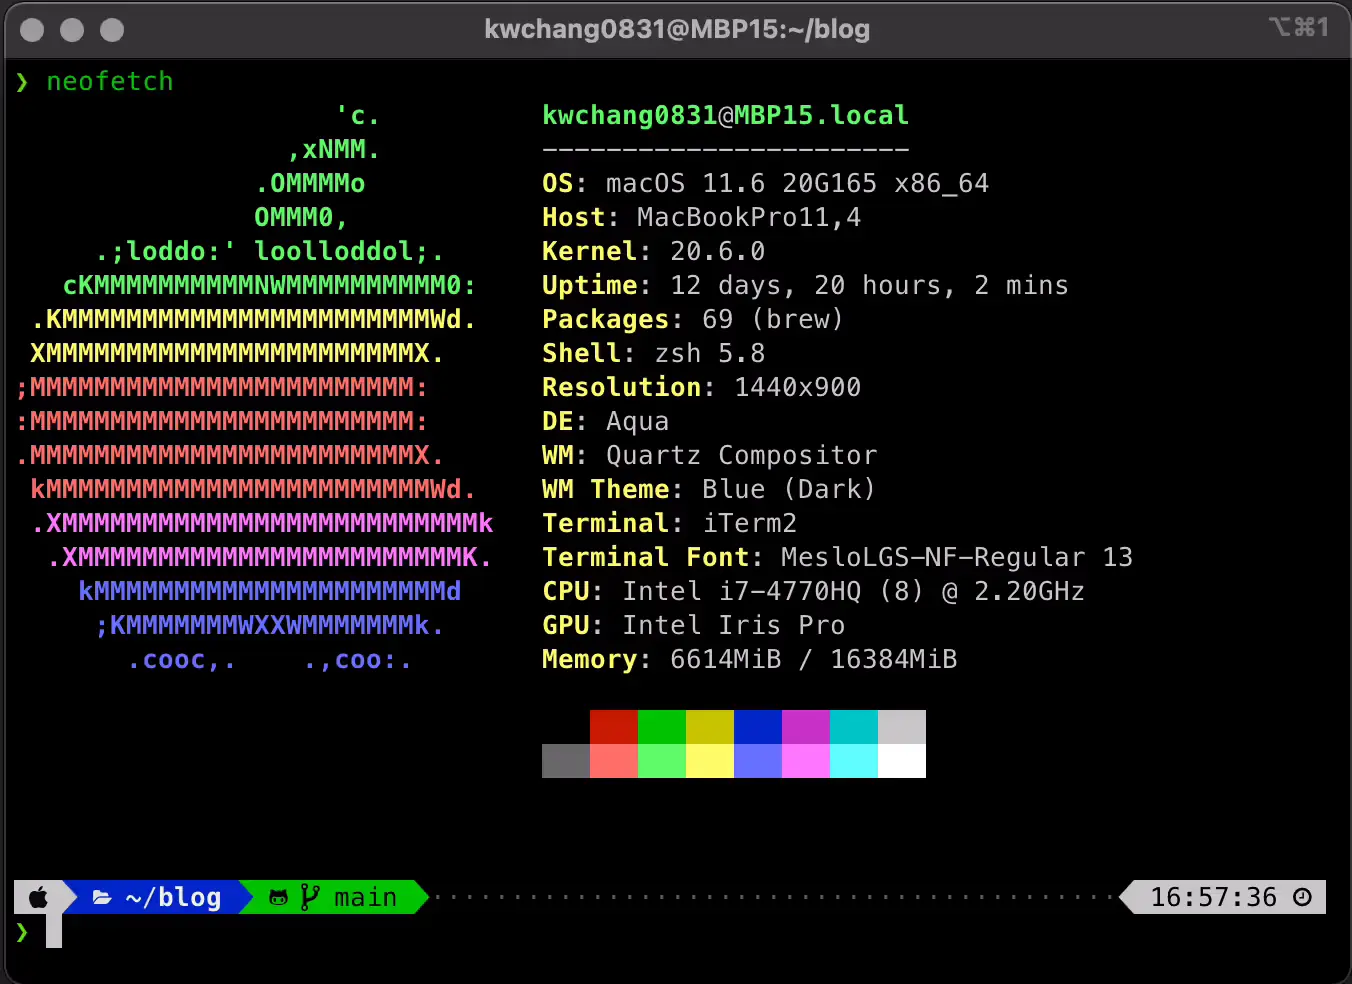 kwchang0831@MBP15:~/blog ⌥⌘1
❯ neofetch
'c. kwchang0831@MBP15.local
,xNMM. -----------------------
.OMMMMo OS: macOS 11.6 20G165 x86_64
OMMM0, Host: MacBookPro11,4
.;loddo:' loolloddol;. Kernel: 20.6.0
cKMMMMMMMMMMNWMMMMMMMMMM0: Uptime: 12 days, 20 hours, 2 mins
.KMMMMMMMMMMMMMMMMMMMMMMMWd. Packages: 69 (brew)
XMMMMMMMMMMMMMMMMMMMMMMMX. Shell: zsh 5.8
;MMMMMMMMMMMMMMMMMMMMMMMM: Resolution: 1440x900
:MMMMMMMMMMMMMMMMMMMMMMMM: DE: Aqua
.MMMMMMMMMMMMMMMMMMMMMMMMX. WM: Quartz Compositor
kMMMMMMMMMMMMMMMMMMMMMMMMWd. WM Theme: Blue (Dark)
.XMMMMMMMMMMMMMMMMMMMMMMMMMMk Terminal: iTerm2
.XMMMMMMMMMMMMMMMMMMMMMMMMK. Terminal Font: MesloLGS-NF-Regular 13
kMMMMMMMMMMMMMMMMMMMMMMd CPU: Intel i7-4770HQ (8) @ 2.20GHz
;KMMMMMMMWXXWMMMMMMMk. GPU: Intel Iris Pro
.cooc,. .,coo:. Memory: 6614MiB / 16384MiB
~/blog main 16:57:36
❯